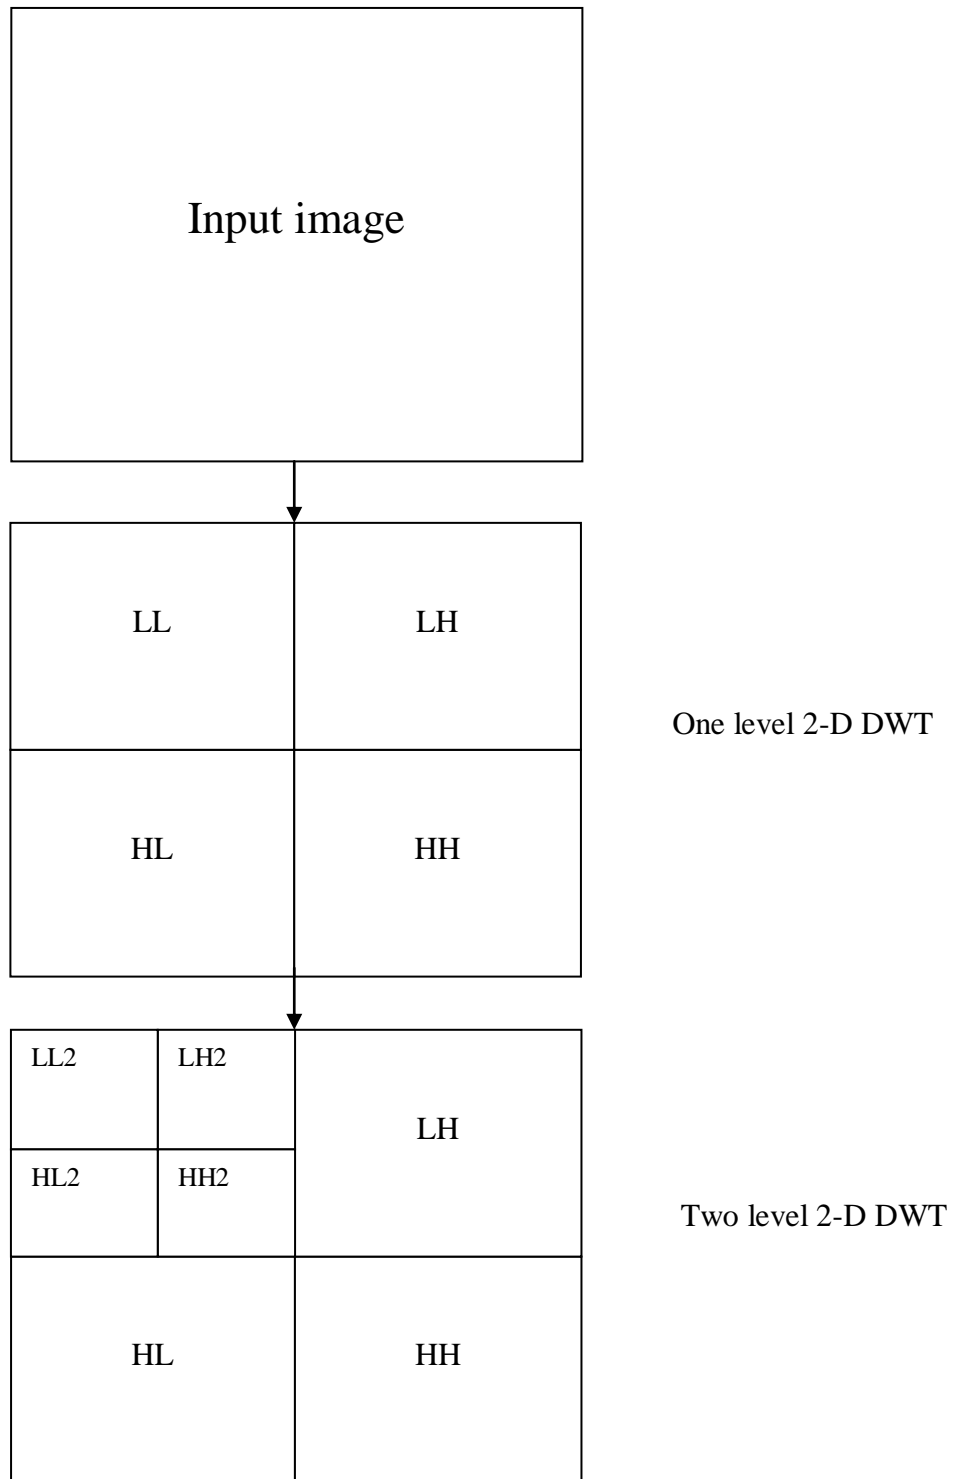 Input image
LL
LH
One level 2-D DWT
HL
HH
LL2
LH2
LH
HL2
HH2
Two level 2-D DWT
HL
HH